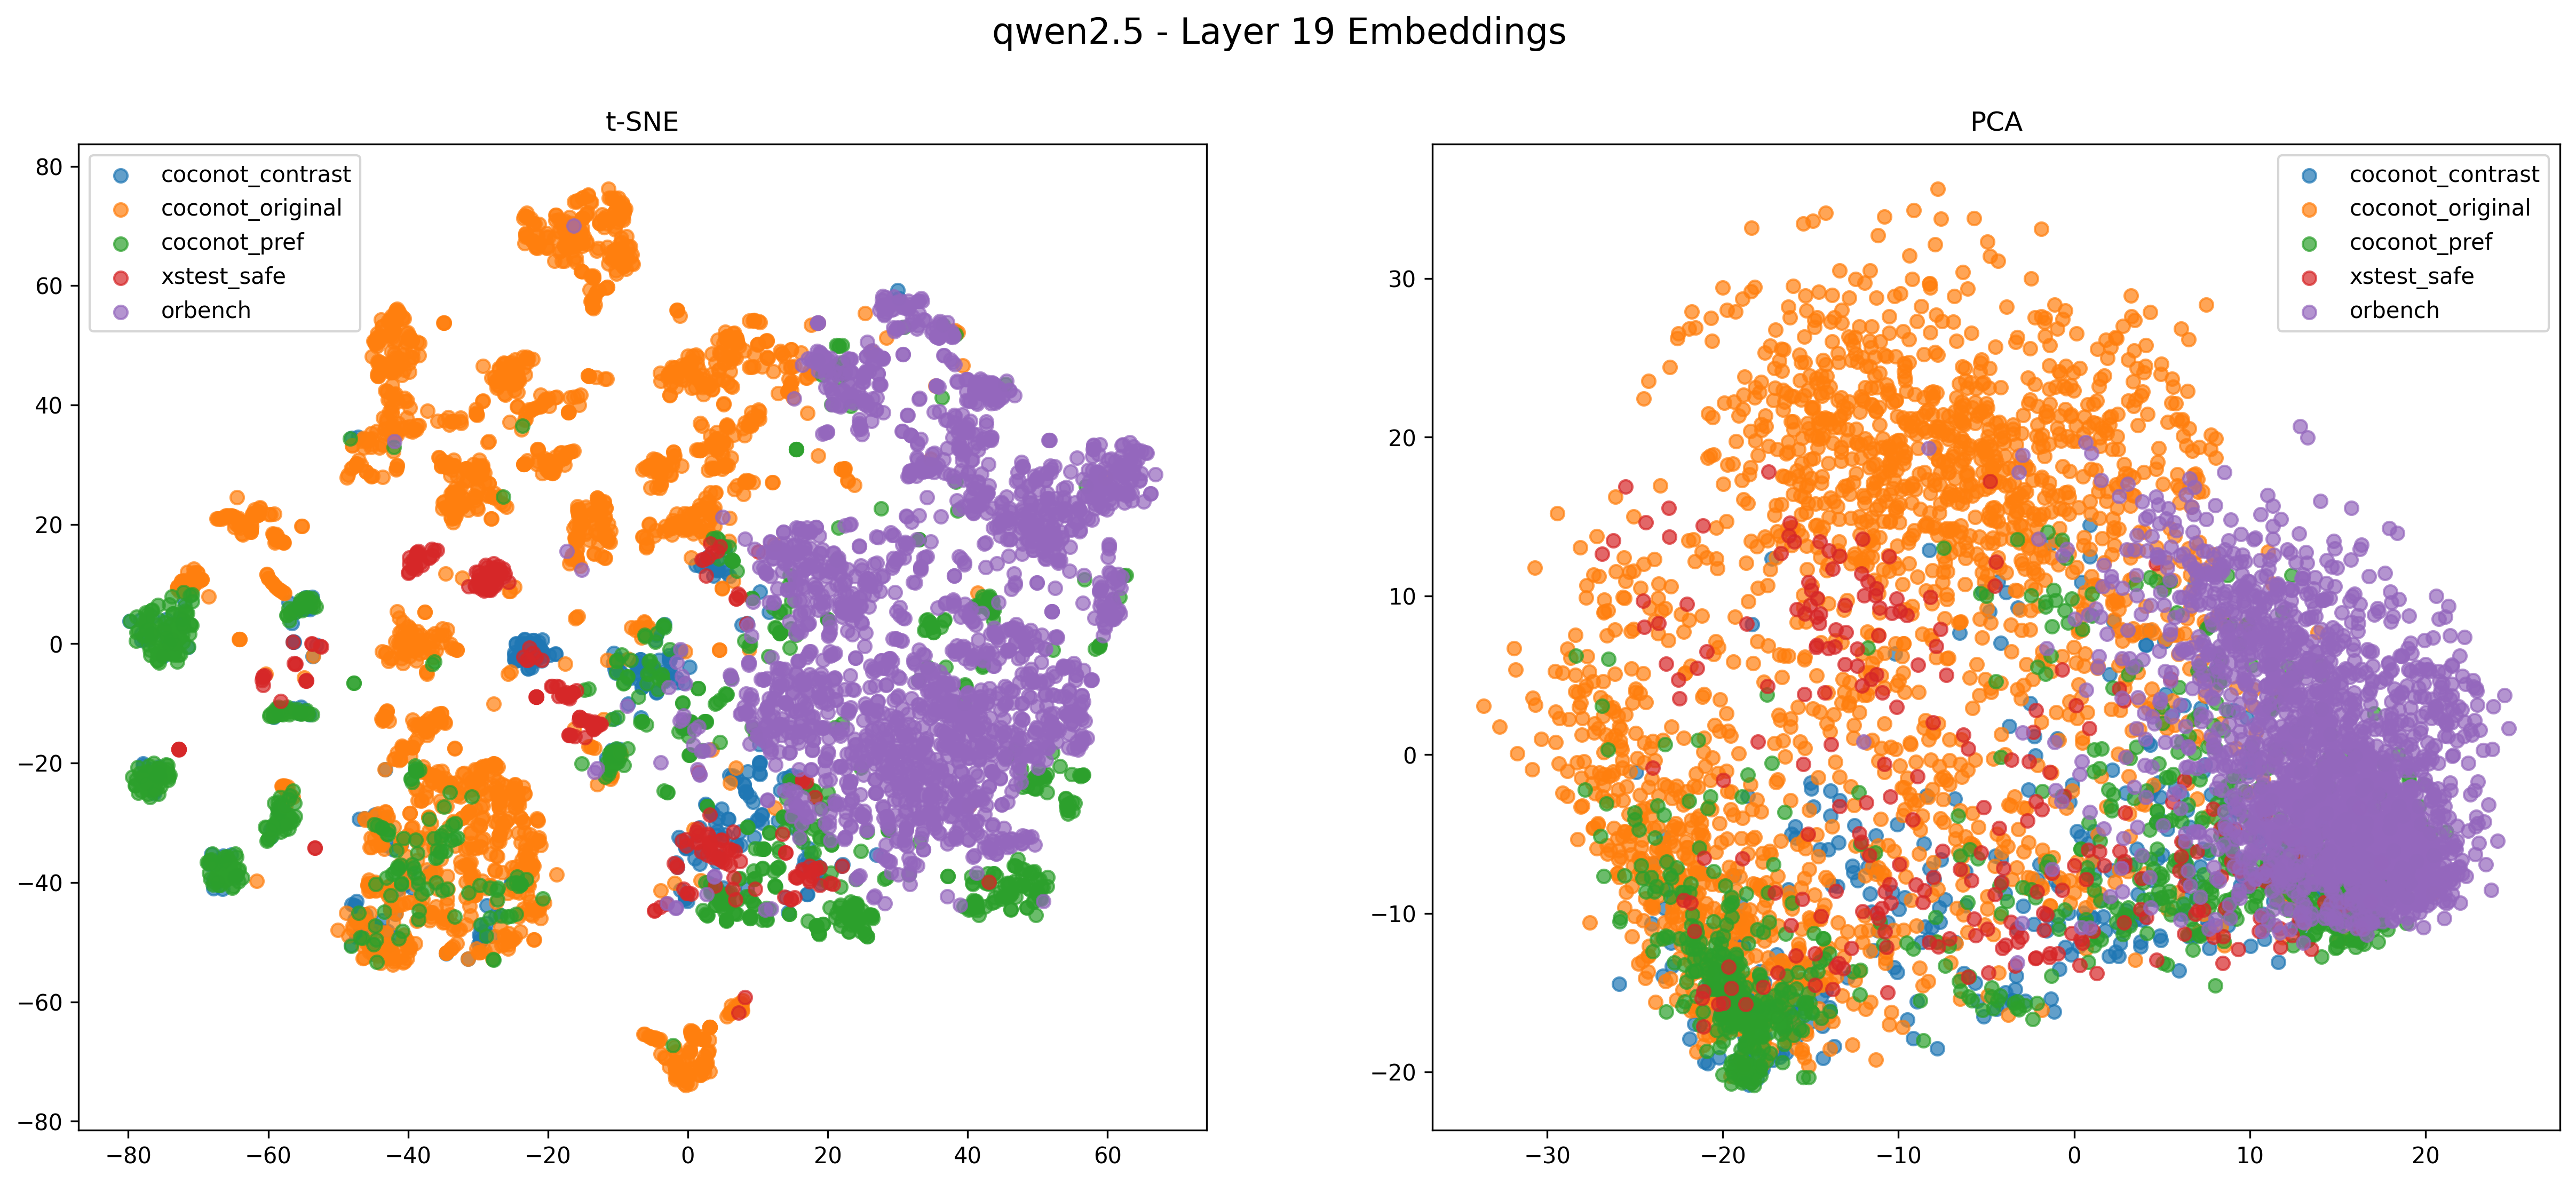 qwen2.5 - Layer 19 Embeddings
t-SNE
coconot_contrast
coconot_original
coconot_pref
xstest_safe
orbench
80
60
40
20
0
−20
−40
−60
−80
−80
−60
−40
−20
0
20
40
60
PCA
coconot_contrast
coconot_original
coconot_pref
xstest_safe
orbench
30
20
10
0
−10
−20
−30
−20
−10
0
10
20